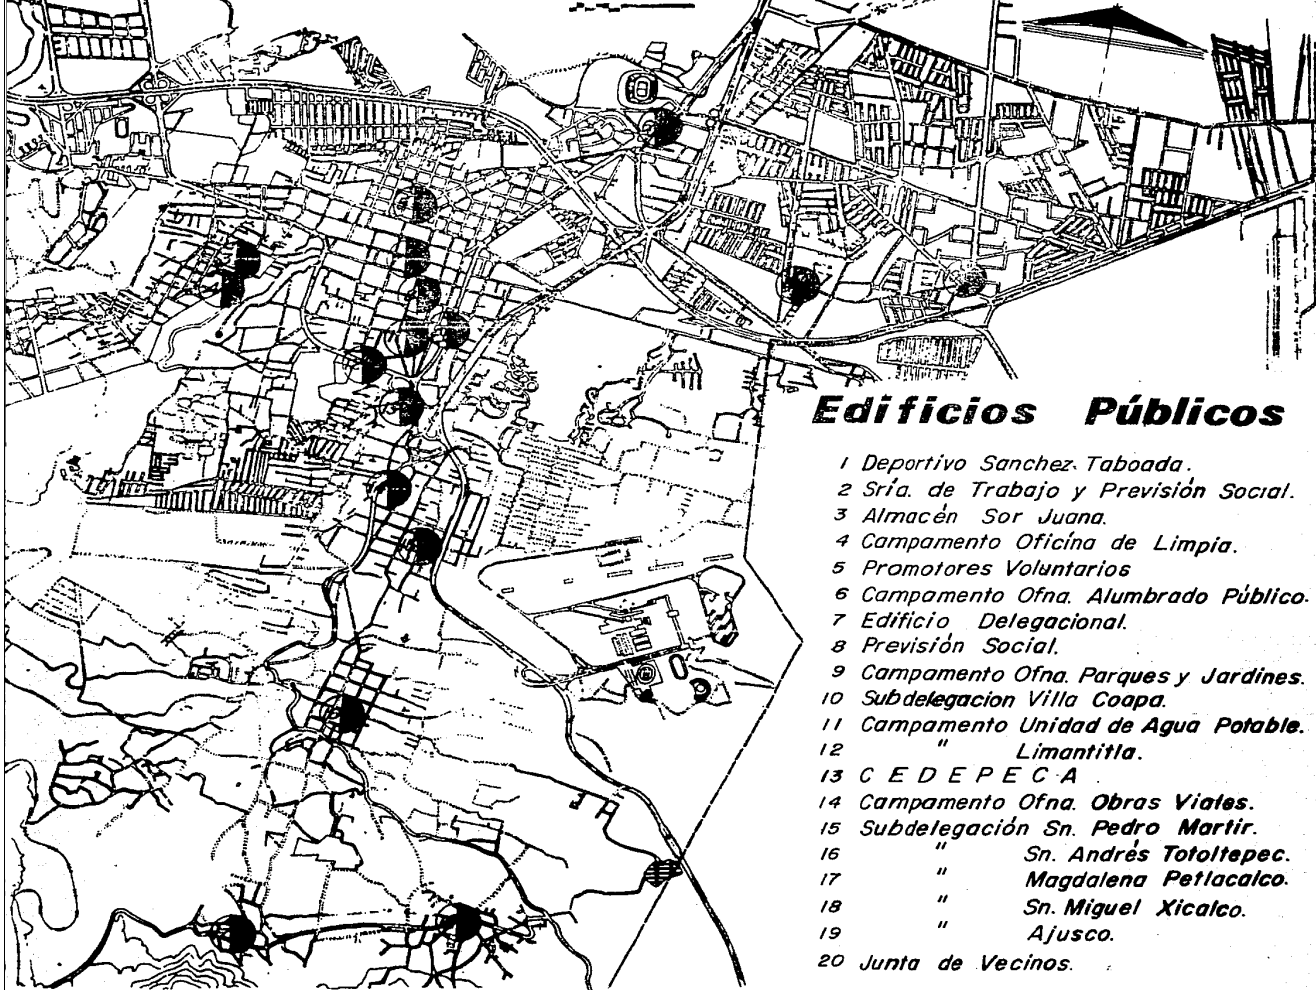 Edificios Públicos
1 Deportivo Sanchez Taboada.
2 Sría. de Trabajo y Previsión Social.
3 Almacén Sor Juana.
4 Campamento Oficína de Limpia.
5 Promotores Voluntarios
6 Campamento Ofna. Alumbrado Público.
7 Edificio Delegacional.
8 Previsión Social.
9 Campamento Ofna. Parques y Jardines.
10 Subdelegacion Villa Coapa.
11 Campamento Unidad de Agua Potable.
12 " Limantitla.
13 C E D E P E C A
14 Campamento Ofna. Obras Viales.
15 Subdelegación Sn. Pedro Martir.
16 " Sn. Andrés Totoltepec.
17 " Magdalena Petlacalco.
18 " Sn. Miguel Xicalco.
19 " Ajusco.
20 Junta de Vecinos.